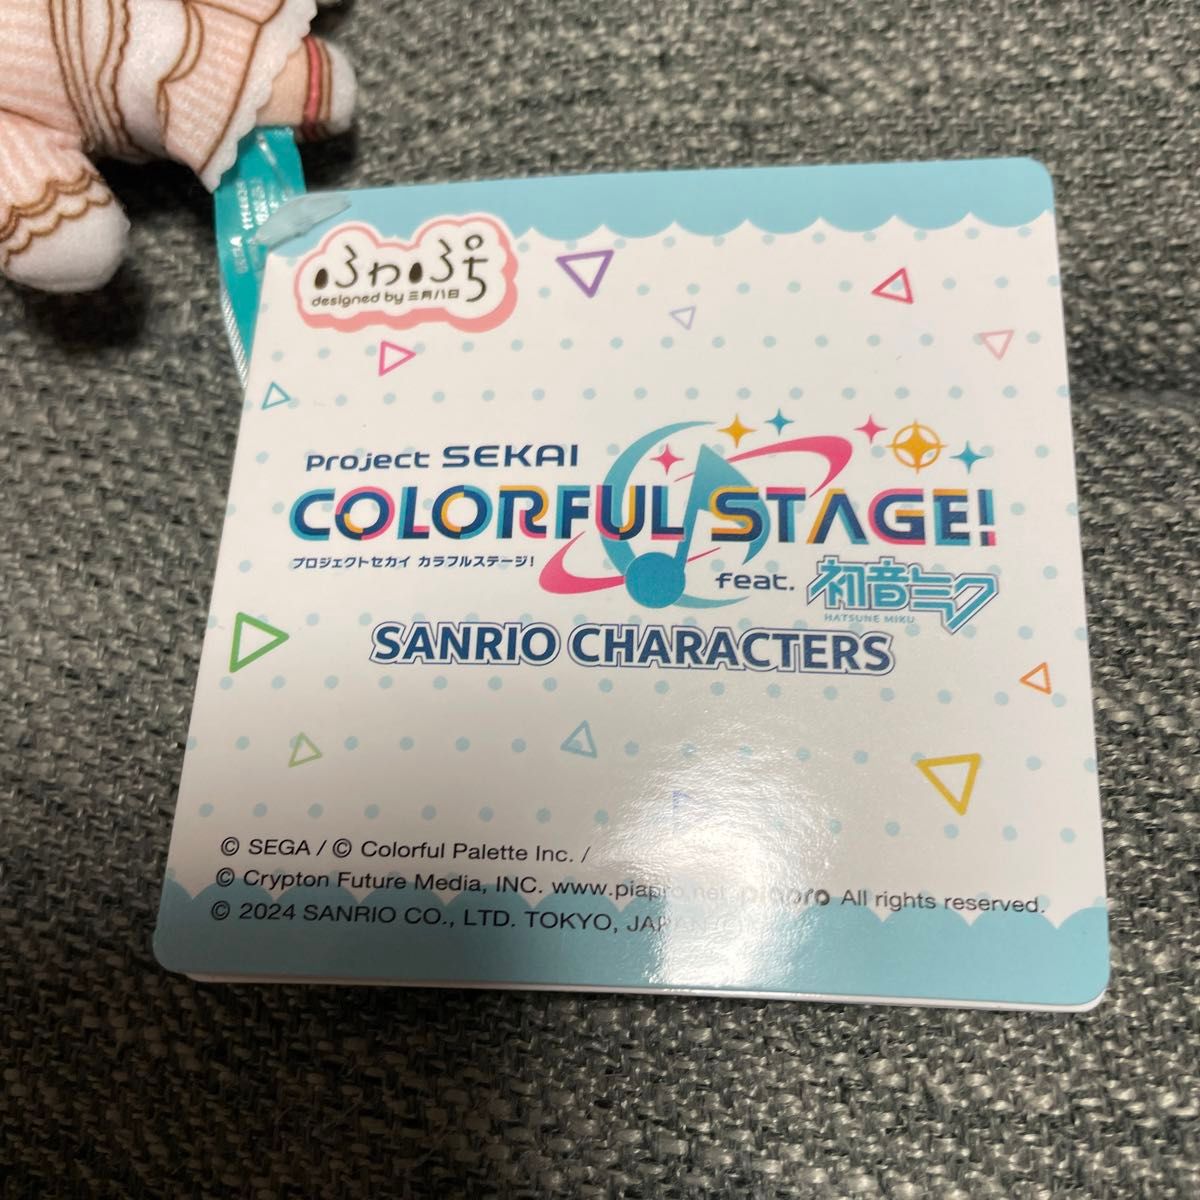 ふわぷち
designed by 三月八日
Project SEKAI
COLORFUL STAGE!
プロジェクトセカイ カラフルステージ!
feat. 初音ミク
HATSUNE MIKU
SANRIO CHARACTERS
© SEGA / © Colorful Palette Inc. /
© Crypton Future Media, INC. www.piapro.net piapro All rights reserved.
© 2024 SANRIO CO., LTD. TOKYO, JAPAN
SEGA